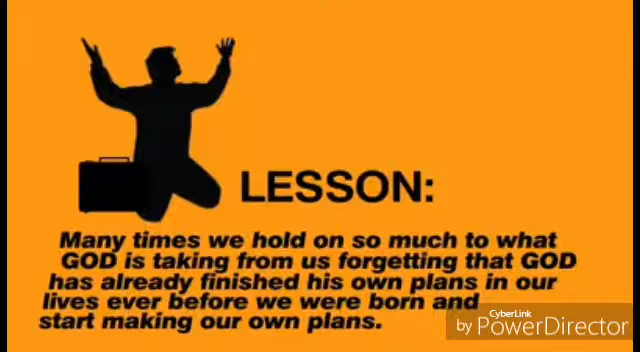 LESSON:
Many times we hold on so much to what
GOD is taking from us forgetting that GOD
has already finished his own plans in our
lives ever before we were born and
start making our own plans.
CyberLink
by PowerDirector